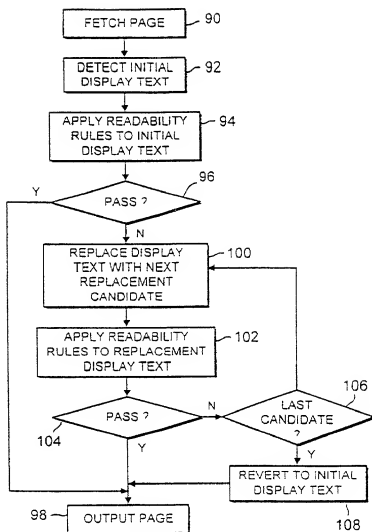 FETCH PAGE
90
DETECT INITIAL
DISPLAY TEXT
92
APPLY READABILITY
RULES TO INITIAL
DISPLAY TEXT
94
96
Y
PASS ?
N
REPLACE DISPLAY
TEXT WITH NEXT
REPLACEMENT
CANDIDATE
100
APPLY READABILITY
RULES TO REPLACEMENT
DISPLAY TEXT
102
PASS ?
104
N
Y
LAST
CANDIDATE
?
106
Y
REVERT TO INITIAL
DISPLAY TEXT
108
98
OUTPUT PAGE